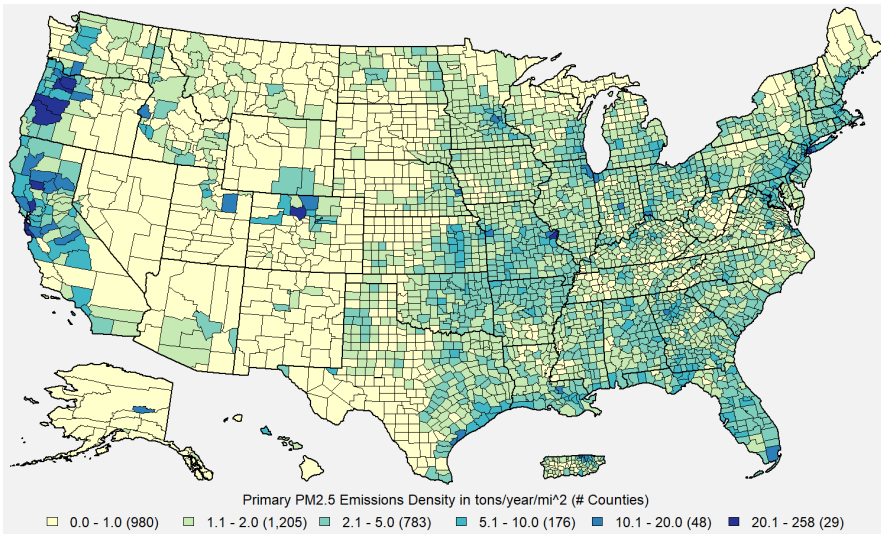 Primary PM2.5 Emissions Density in tons/year/mi^2 (# Counties)
0.0 - 1.0 (980) 1.1 - 2.0 (1,205) 2.1 - 5.0 (783) 5.1 - 10.0 (176) 10.1 - 20.0 (48) 20.1 - 258 (29)